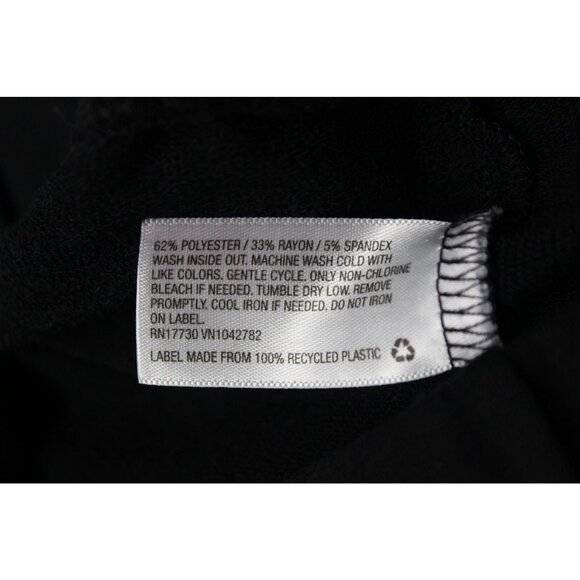 62% POLYESTER / 33% RAYON / 5% SPANDEX
WASH INSIDE OUT. MACHINE WASH COLD WITH
LIKE COLORS. GENTLE CYCLE. ONLY NON-CHLORINE
BLEACH IF NEEDED. TUMBLE DRY LOW. REMOVE
PROMPTLY. COOL IRON IF NEEDED. DO NOT IRON
ON LABEL.
RN17730 VN1042782
LABEL MADE FROM 100% RECYCLED PLASTIC